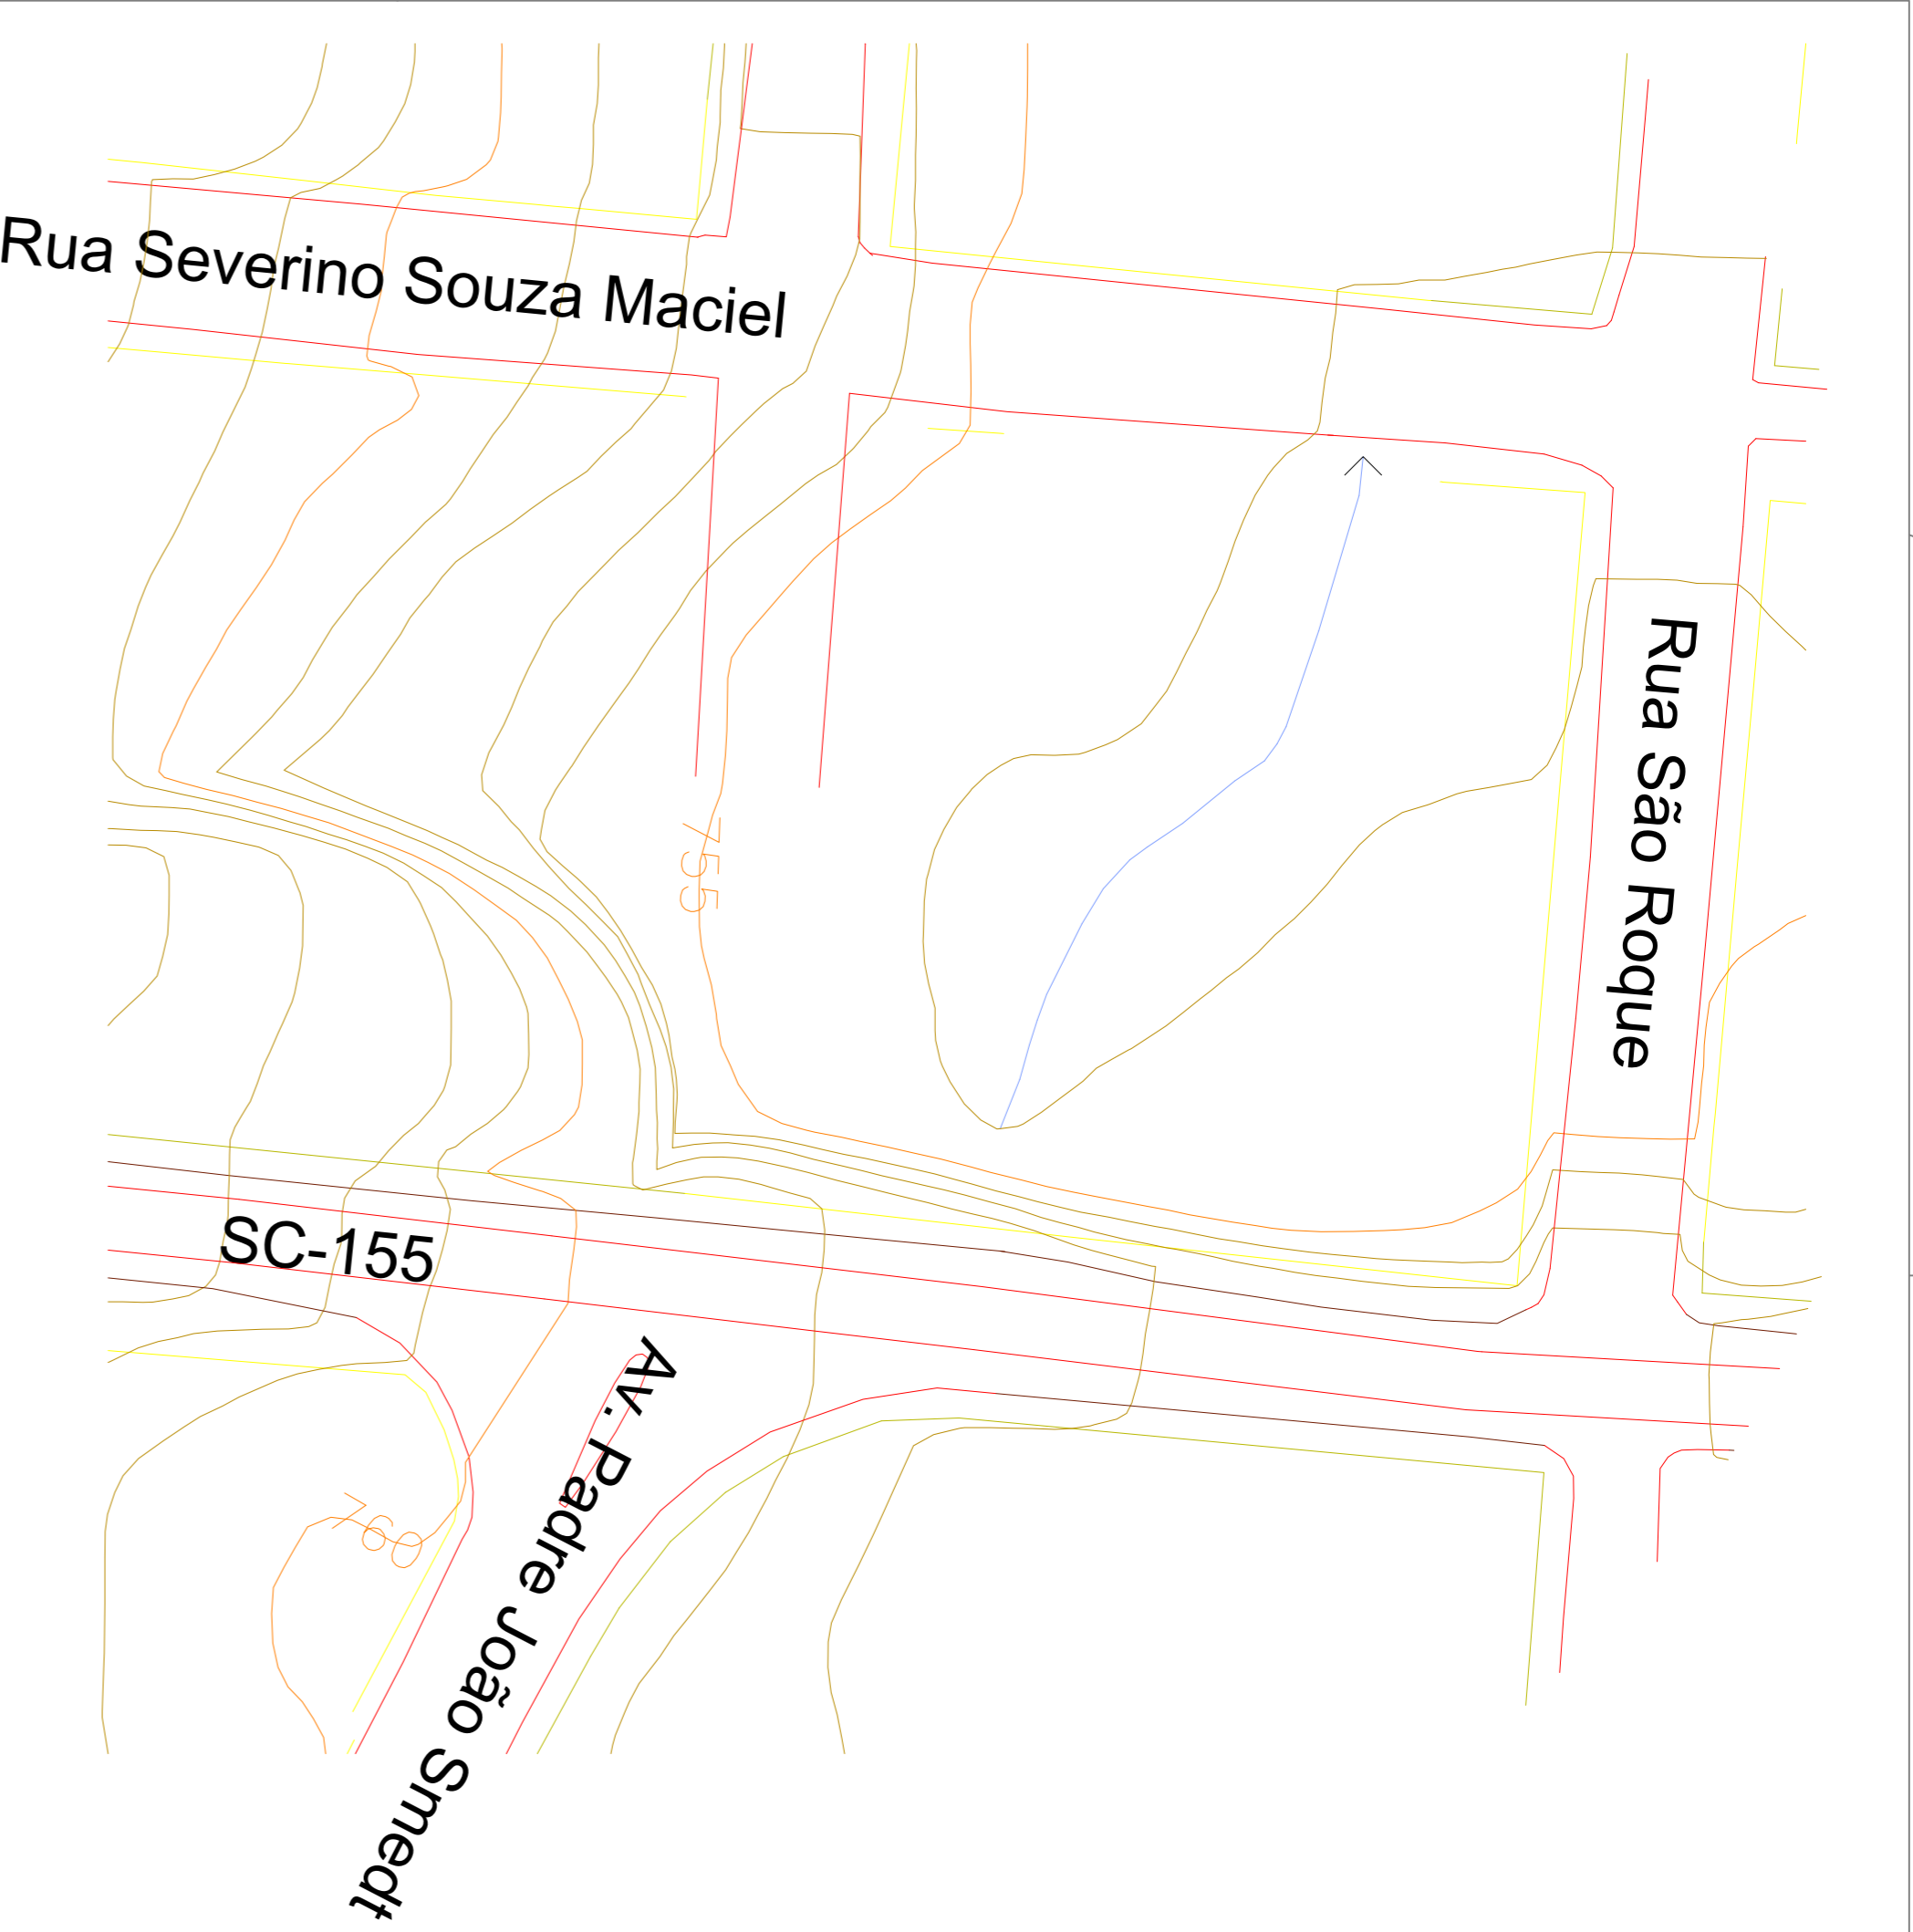 Rua Severino Souza Maciel
Rua São Roque
755
SC-155
Av. Padre João Smedt
760